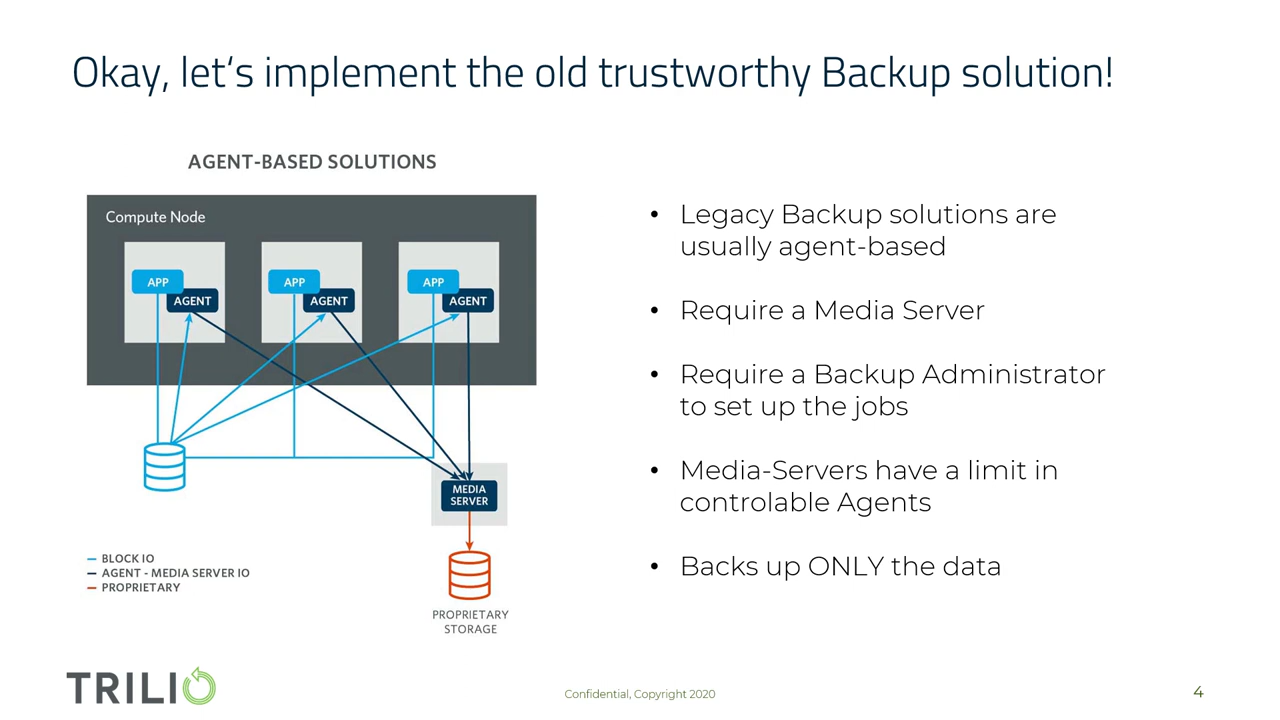 Okay, let‘s implement the old trustworthy Backup solution!
AGENT-BASED SOLUTIONS
Compute Node
APP
AGENT
APP
AGENT
APP
AGENT
MEDIA
SERVER
BLOCK IO
AGENT - MEDIA SERVER IO
PROPRIETARY
PROPRIETARY
STORAGE
• Legacy Backup solutions are
usually agent-based
• Require a Media Server
• Require a Backup Administrator
to set up the jobs
• Media-Servers have a limit in
controlable Agents
• Backs up ONLY the data
TRILIO
Confidential, Copyright 2020
4